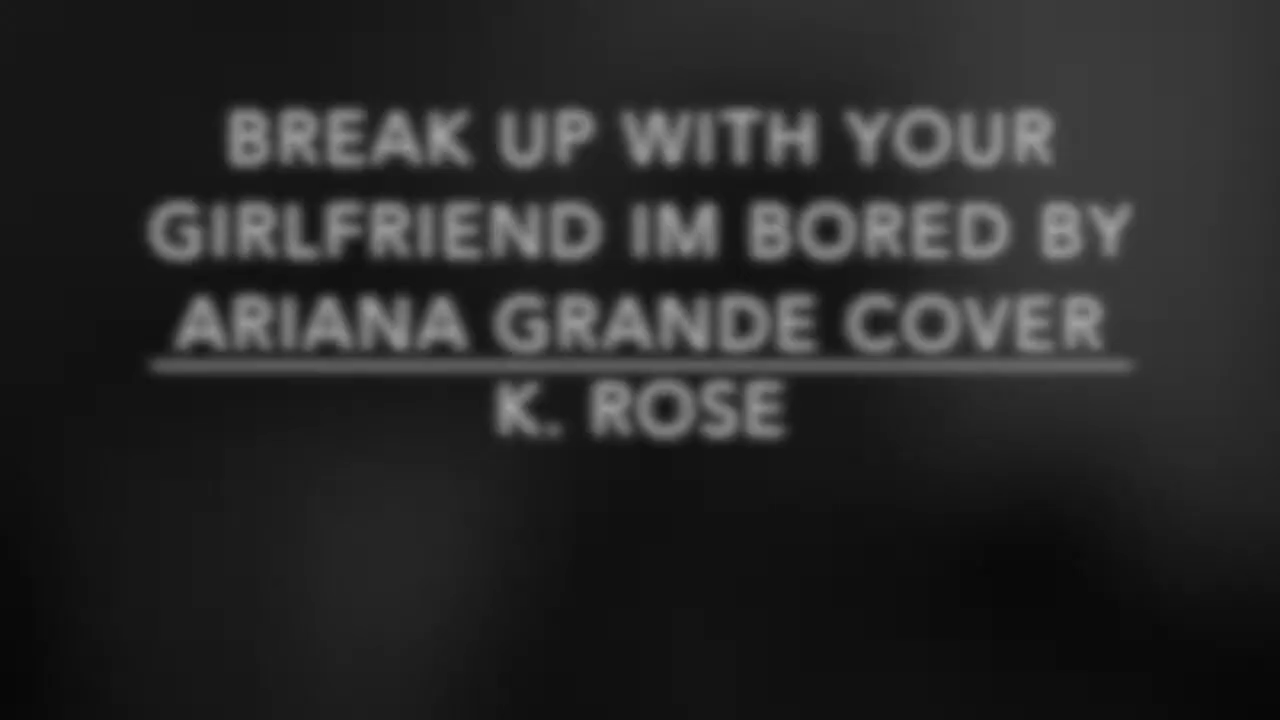 BREAK UP WITH YOUR
GIRLFRIEND IM BORED BY
ARIANA GRANDE COVER
K. ROSE